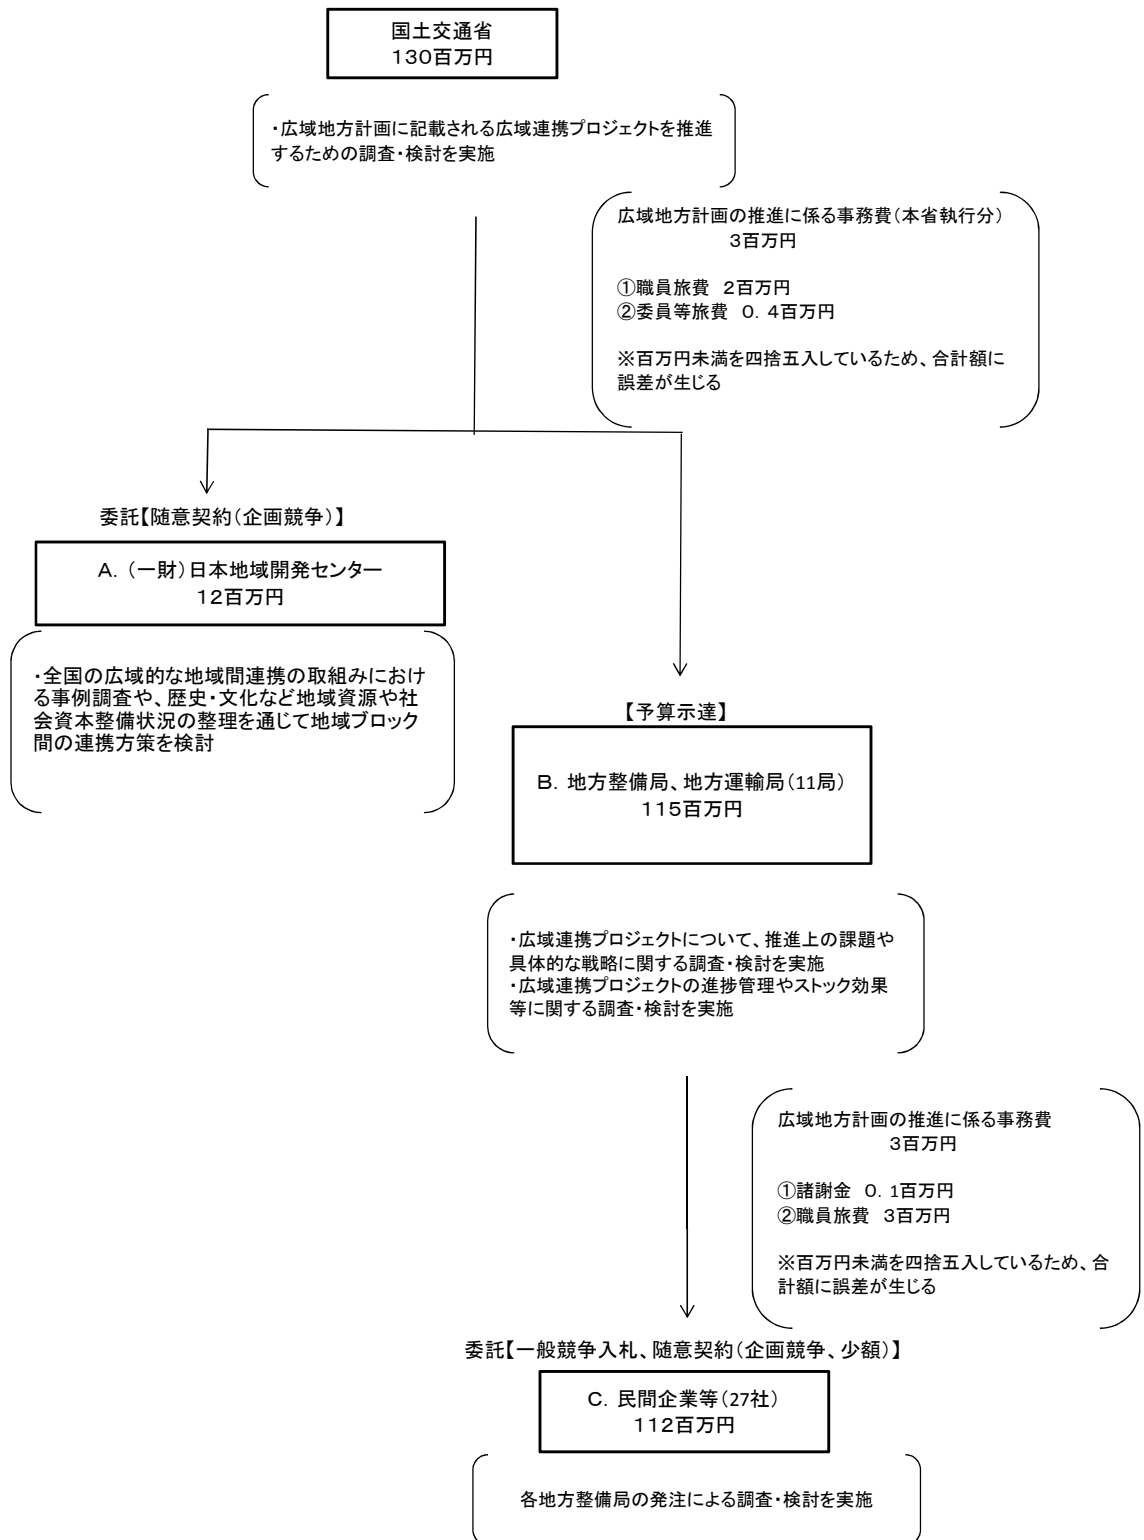 国土交通省
130百万円
・広域地方計画に記載される広域連携プロジェクトを推進
するための調査・検討を実施
広域地方計画の推進に係る事務費(本省執行分)
3百万円
①職員旅費 2百万円
②委員等旅費 0.4百万円
※百万円未満を四捨五入しているため、合計額に
誤差が生じる
委託【随意契約(企画競争)】
A.(一財)日本地域開発センター
12百万円
・全国の広域的な地域間連携の取組みにおけ
る事例調査や、歴史・文化など地域資源や社
会資本整備状況の整理を通じて地域ブロック
間の連携方策を検討
【予算示達】
B.地方整備局、地方運輸局(11局)
115百万円
・広域連携プロジェクトについて、推進上の課題や
具体的な戦略に関する調査・検討を実施
・広域連携プロジェクトの進捗管理やストック効果
等に関する調査・検討を実施
広域地方計画の推進に係る事務費
3百万円
①諸謝金 0.1百万円
②職員旅費 3百万円
※百万円未満を四捨五入しているため、合
計額に誤差が生じる
委託【一般競争入札、随意契約(企画競争、少額)】
C.民間企業等(27社)
112百万円
各地方整備局の発注による調査・検討を実施